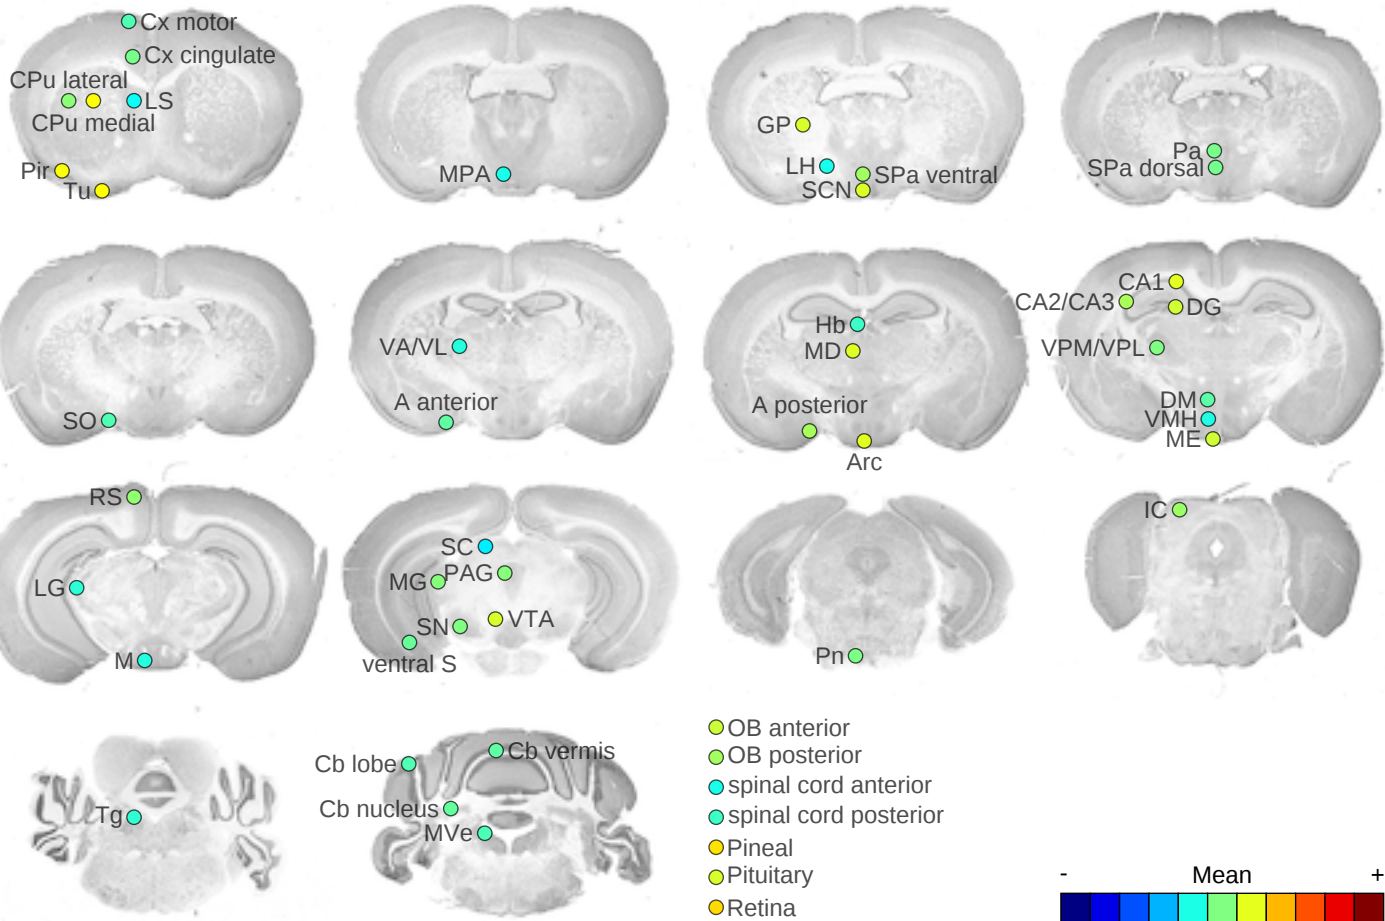 Cx motor
Cx cingulate
CPu lateral
LS
CPu medial
Pir
Tu
MPA
GP
LH
SPa ventral
SCN
Pa
SPa dorsal
SO
VA/VL
A anterior
Hb
MD
A posterior
Arc
CA1
CA2/CA3
DG
VPM/VPL
DM
VMH
ME
RS
LG
M
SC
PAG
MG
SN
VTA
ventral S
Pn
IC
Tg
Cb vermis
Cb lobe
Cb nucleus
MVe
OB anterior
OB posterior
spinal cord anterior
spinal cord posterior
Pineal
Pituitary
Retina
- Mean +